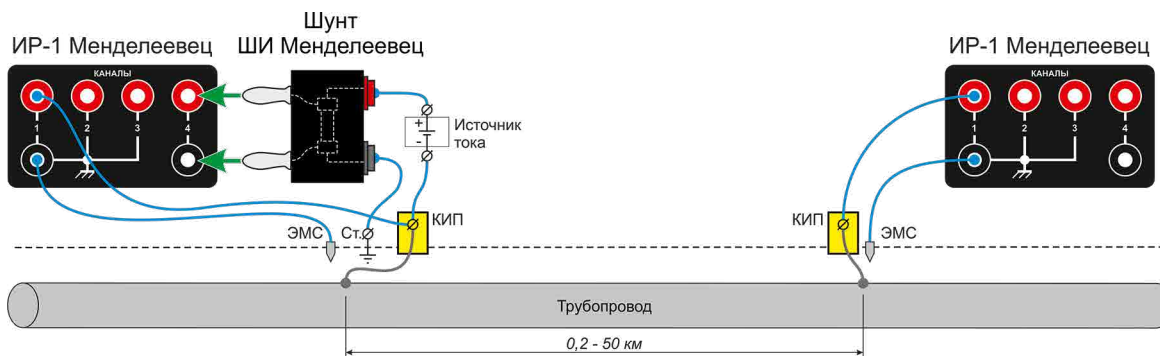 Шунт
ШИ Менделеевец
ИР-1 Менделеевец
ИР-1 Менделеевец
КАНАЛЫ
1 2 3 4
+
-
Источник
тока
КАНАЛЫ
1 2 3 4
ЭМС
Ст.
КИП
КИП
ЭМС
Трубопровод
0,2 - 50 км